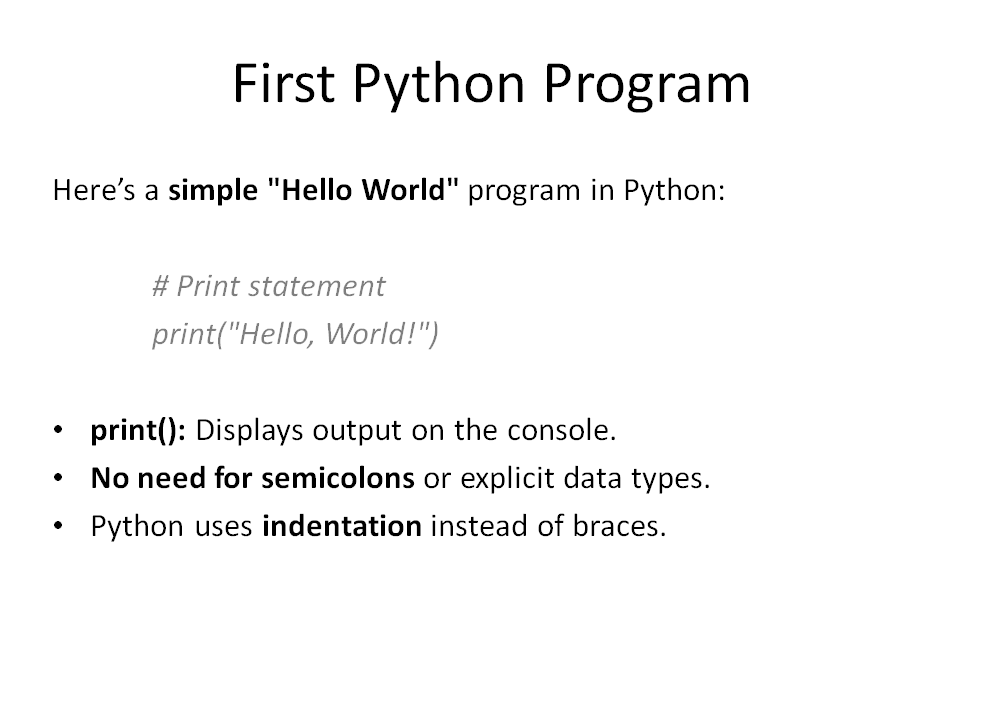 First Python Program
Here’s a simple "Hello World" program in Python:
# Print statement
print("Hello, World!")
• print(): Displays output on the console.
• No need for semicolons or explicit data types.
• Python uses indentation instead of braces.